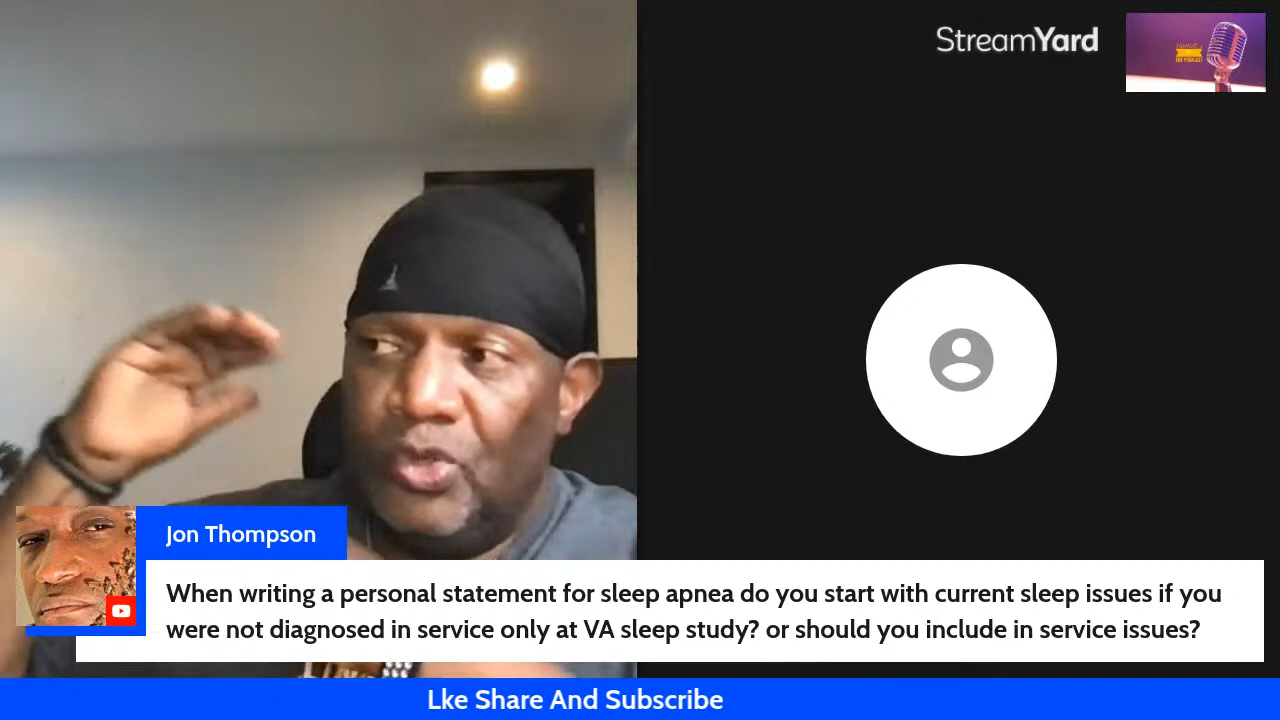 StreamYard
THE PODCAST
Jon Thompson
When writing a personal statement for sleep apnea do you start with current sleep issues if you
were not diagnosed in service only at VA sleep study? or should you include in service issues?
Lke Share And Subscribe